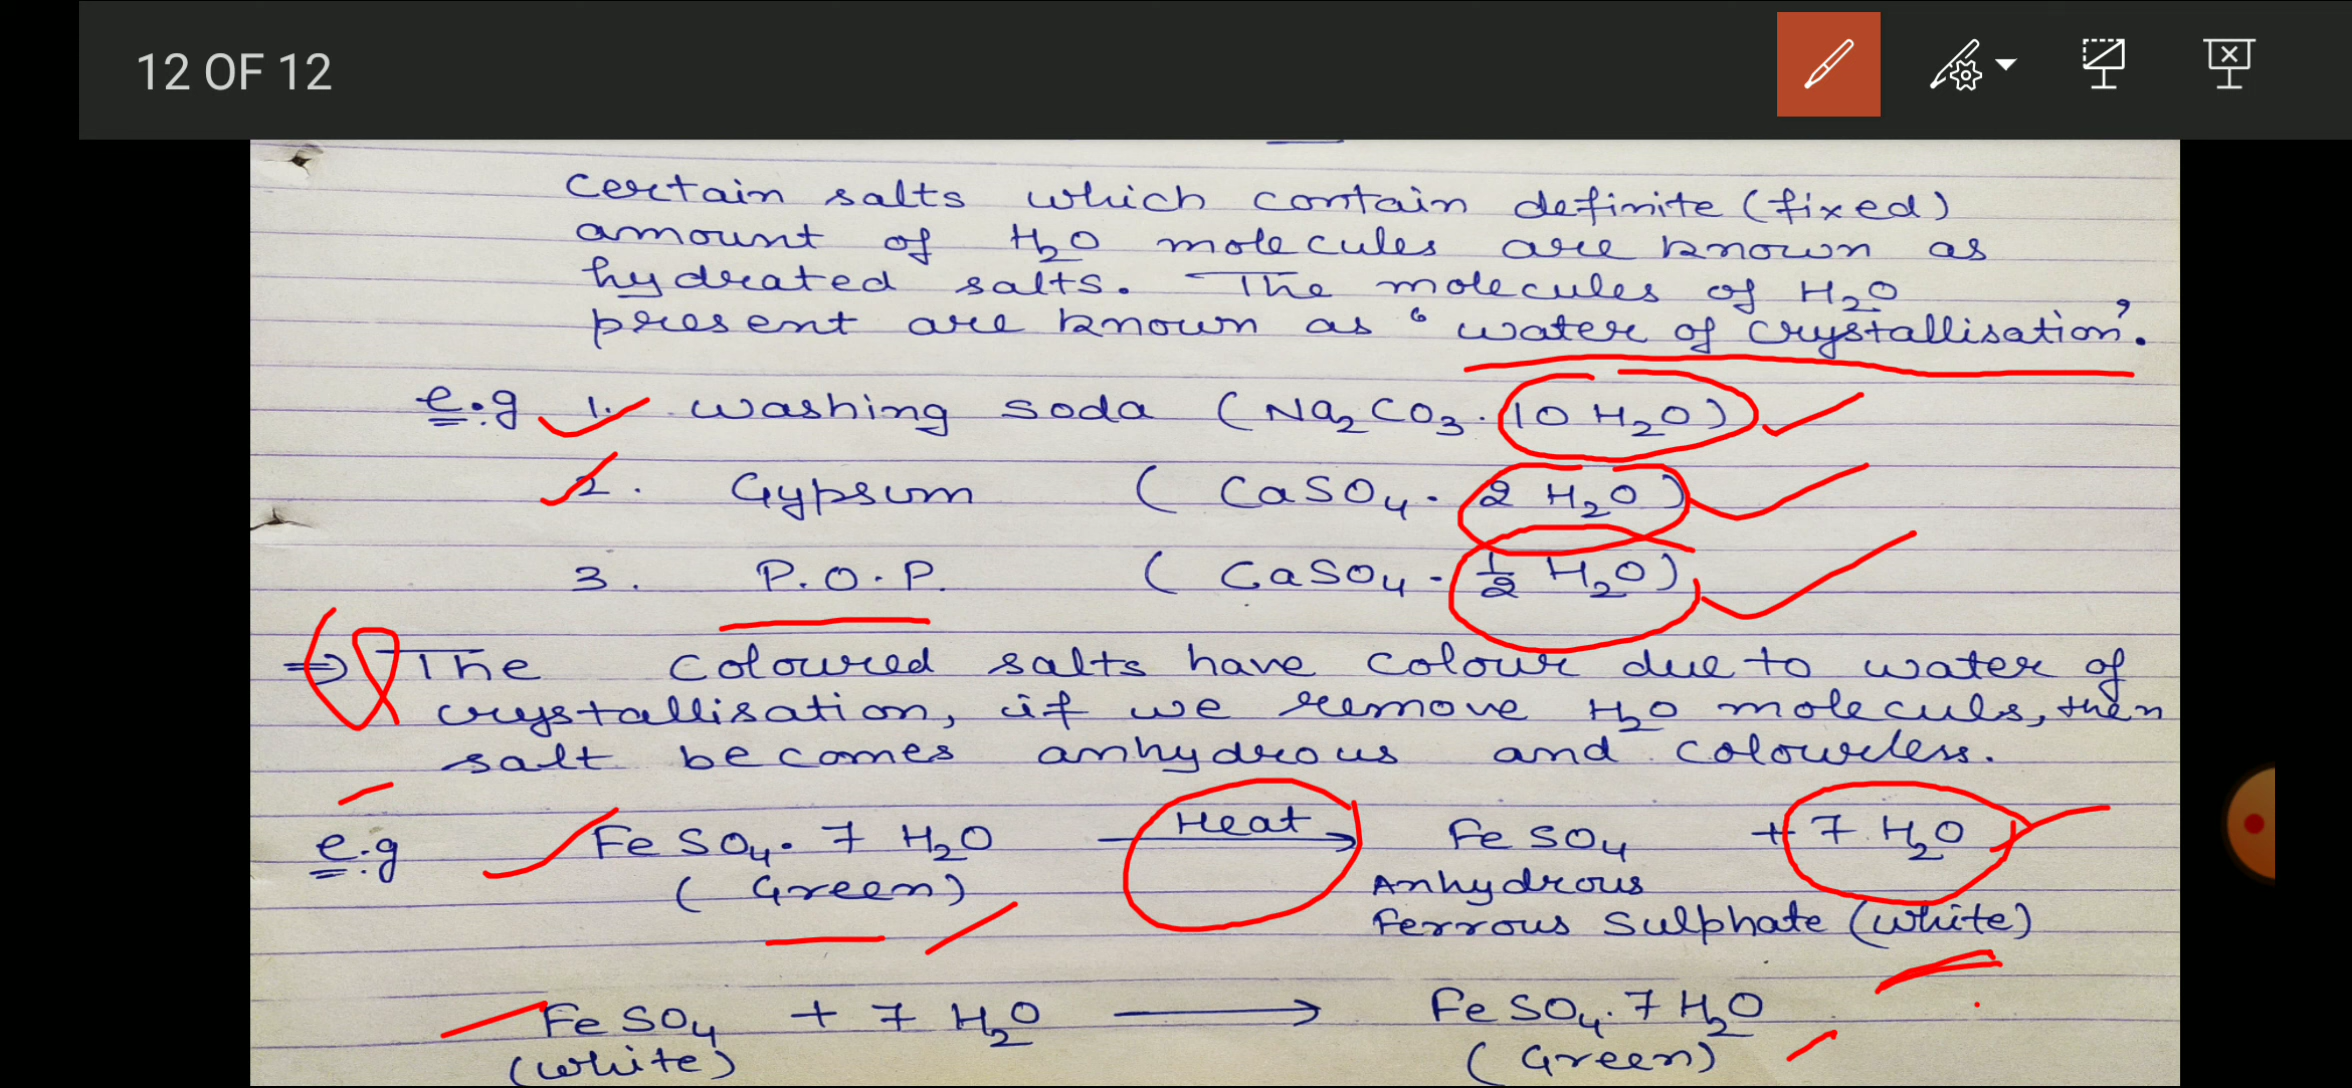 12 OF 12
Certain salts which contain definite (fixed)
amount of H₂O molecules are known as
hydrated salts. The molecules of H₂O
present are known as ‘water of crystallisation’.
e.g 1. washing soda (Na₂CO₃.10 H₂O)
2. Gypsum (CaSO₄. 2 H₂O)
3. P.O.P. (CaSO₄. ½ H₂O)
⇒ The coloured salts have colour due to water of
crystallisation, if we remove H₂O moleculs, then
salt becomes anhydrous and colourless.
e.g FeSO₄. 7 H₂O Heat → FeSO₄ + 7 H₂O
(Green) Anhydrous
Ferrous Sulphate (white)
FeSO₄ + 7 H₂O → FeSO₄. 7 H₂O
(white) (Green)